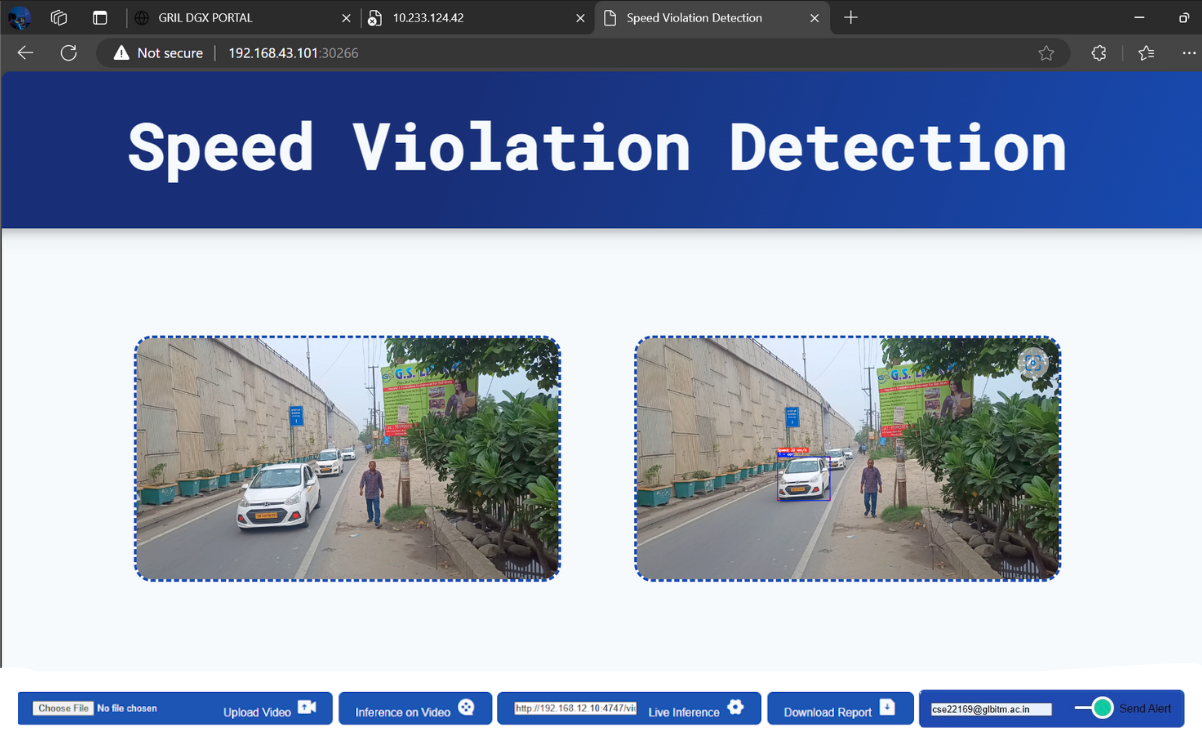 GRIL DGX PORTAL
10.233.124.42
Speed Violation Detection
Not secure
192.168.43.101:30266
Speed Violation Detection
G.S.
G.S.
Choose File No file chosen
Upload Video
Inference on Video
http://192.168.12.10:4747/vi
Live Inference
Download Report
cse22169@glbitm.ac.in
Send Alert